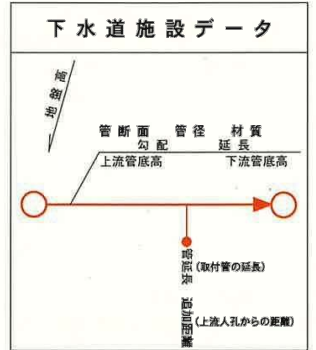 下水道施設データ
地盤高
管断面 管径 材質
勾配 延長
上流管底高 下流管底高
管延長 (取付管の延長)
追加距離 (上流人孔からの距離)